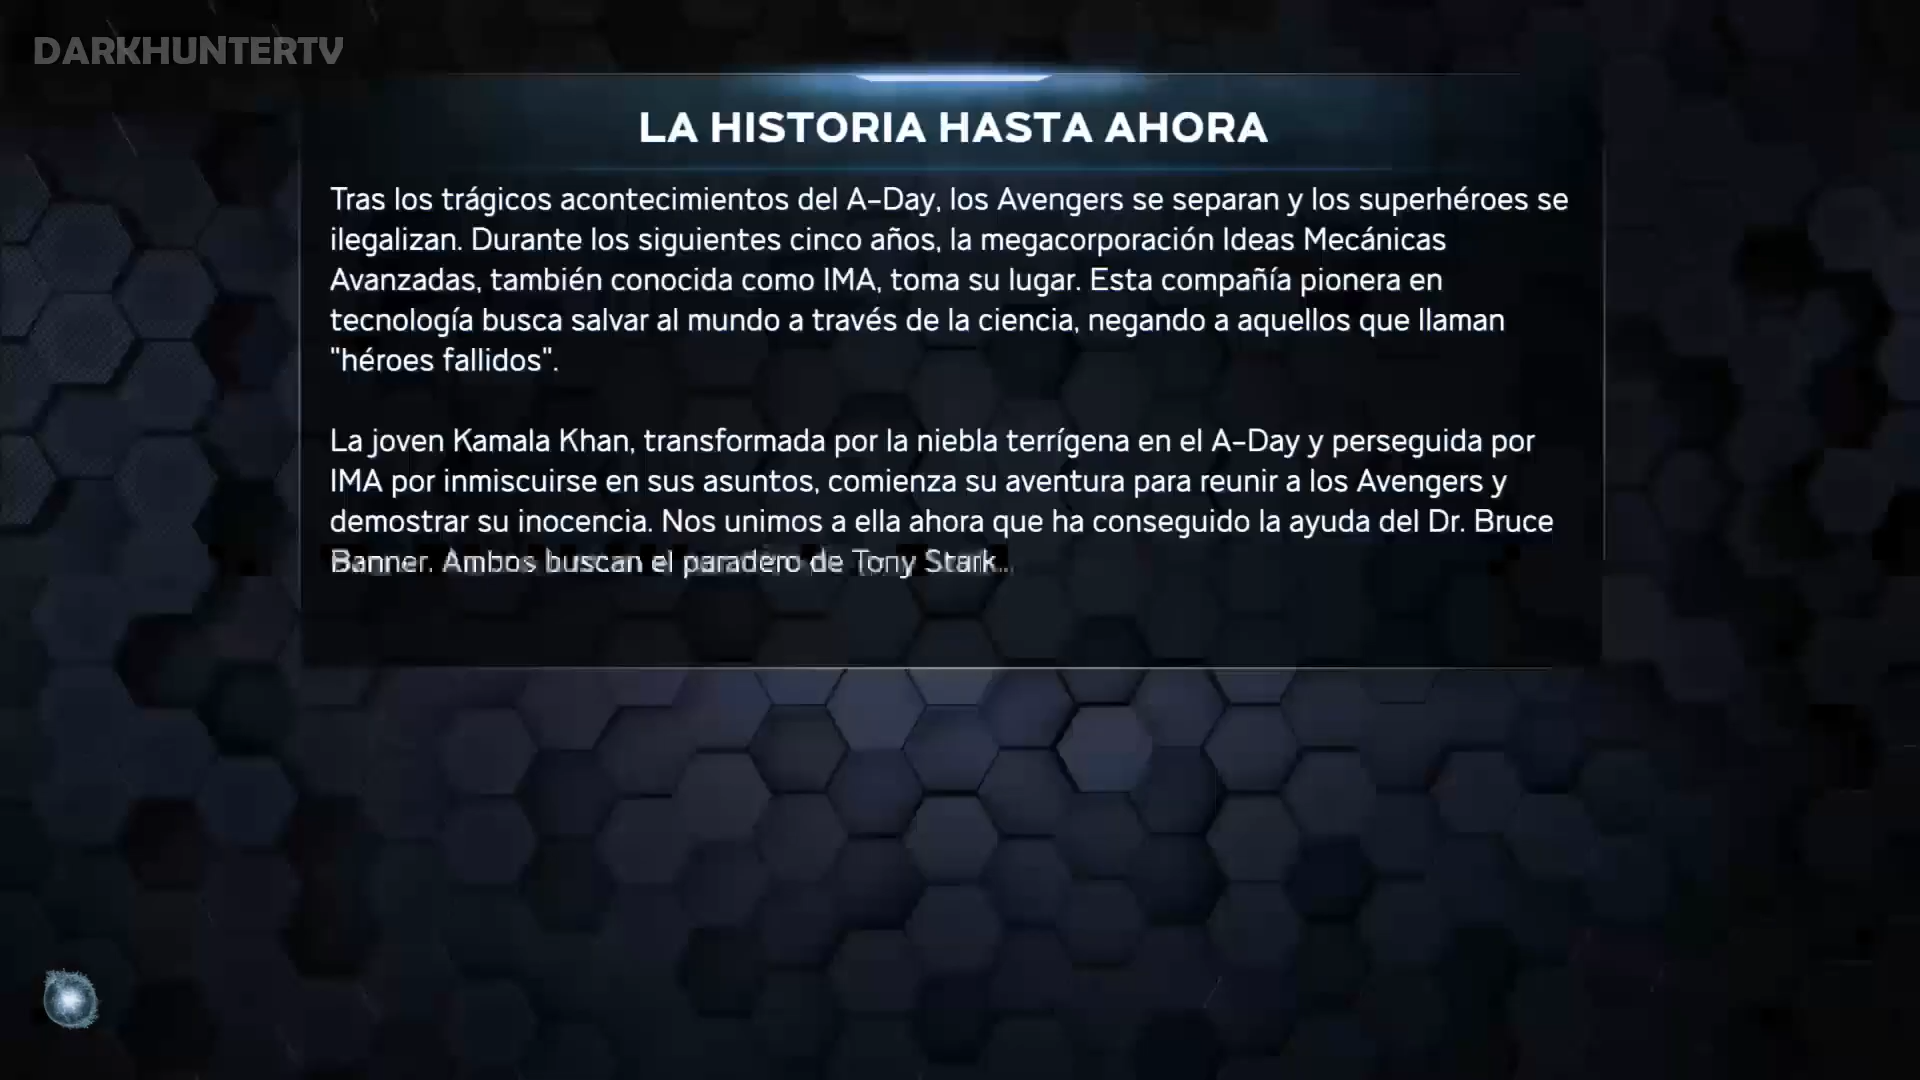 DARKHUNTERTV
LA HISTORIA HASTA AHORA
Tras los trágicos acontecimientos del A-Day, los Avengers se separan y los superhéroes se
ilegalizan. Durante los siguientes cinco años, la megacorporación Ideas Mecánicas
Avanzadas, también conocida como IMA, toma su lugar. Esta compañía pionera en
tecnología busca salvar al mundo a través de la ciencia, negando a aquellos que llaman
"héroes fallidos".
La joven Kamala Khan, transformada por la niebla terrígena en el A-Day y perseguida por
IMA por inmiscuirse en sus asuntos, comienza su aventura para reunir a los Avengers y
demostrar su inocencia. Nos unimos a ella ahora que ha conseguido la ayuda del Dr. Bruce
Banner. Ambos buscan el paradero de Tony Stark...